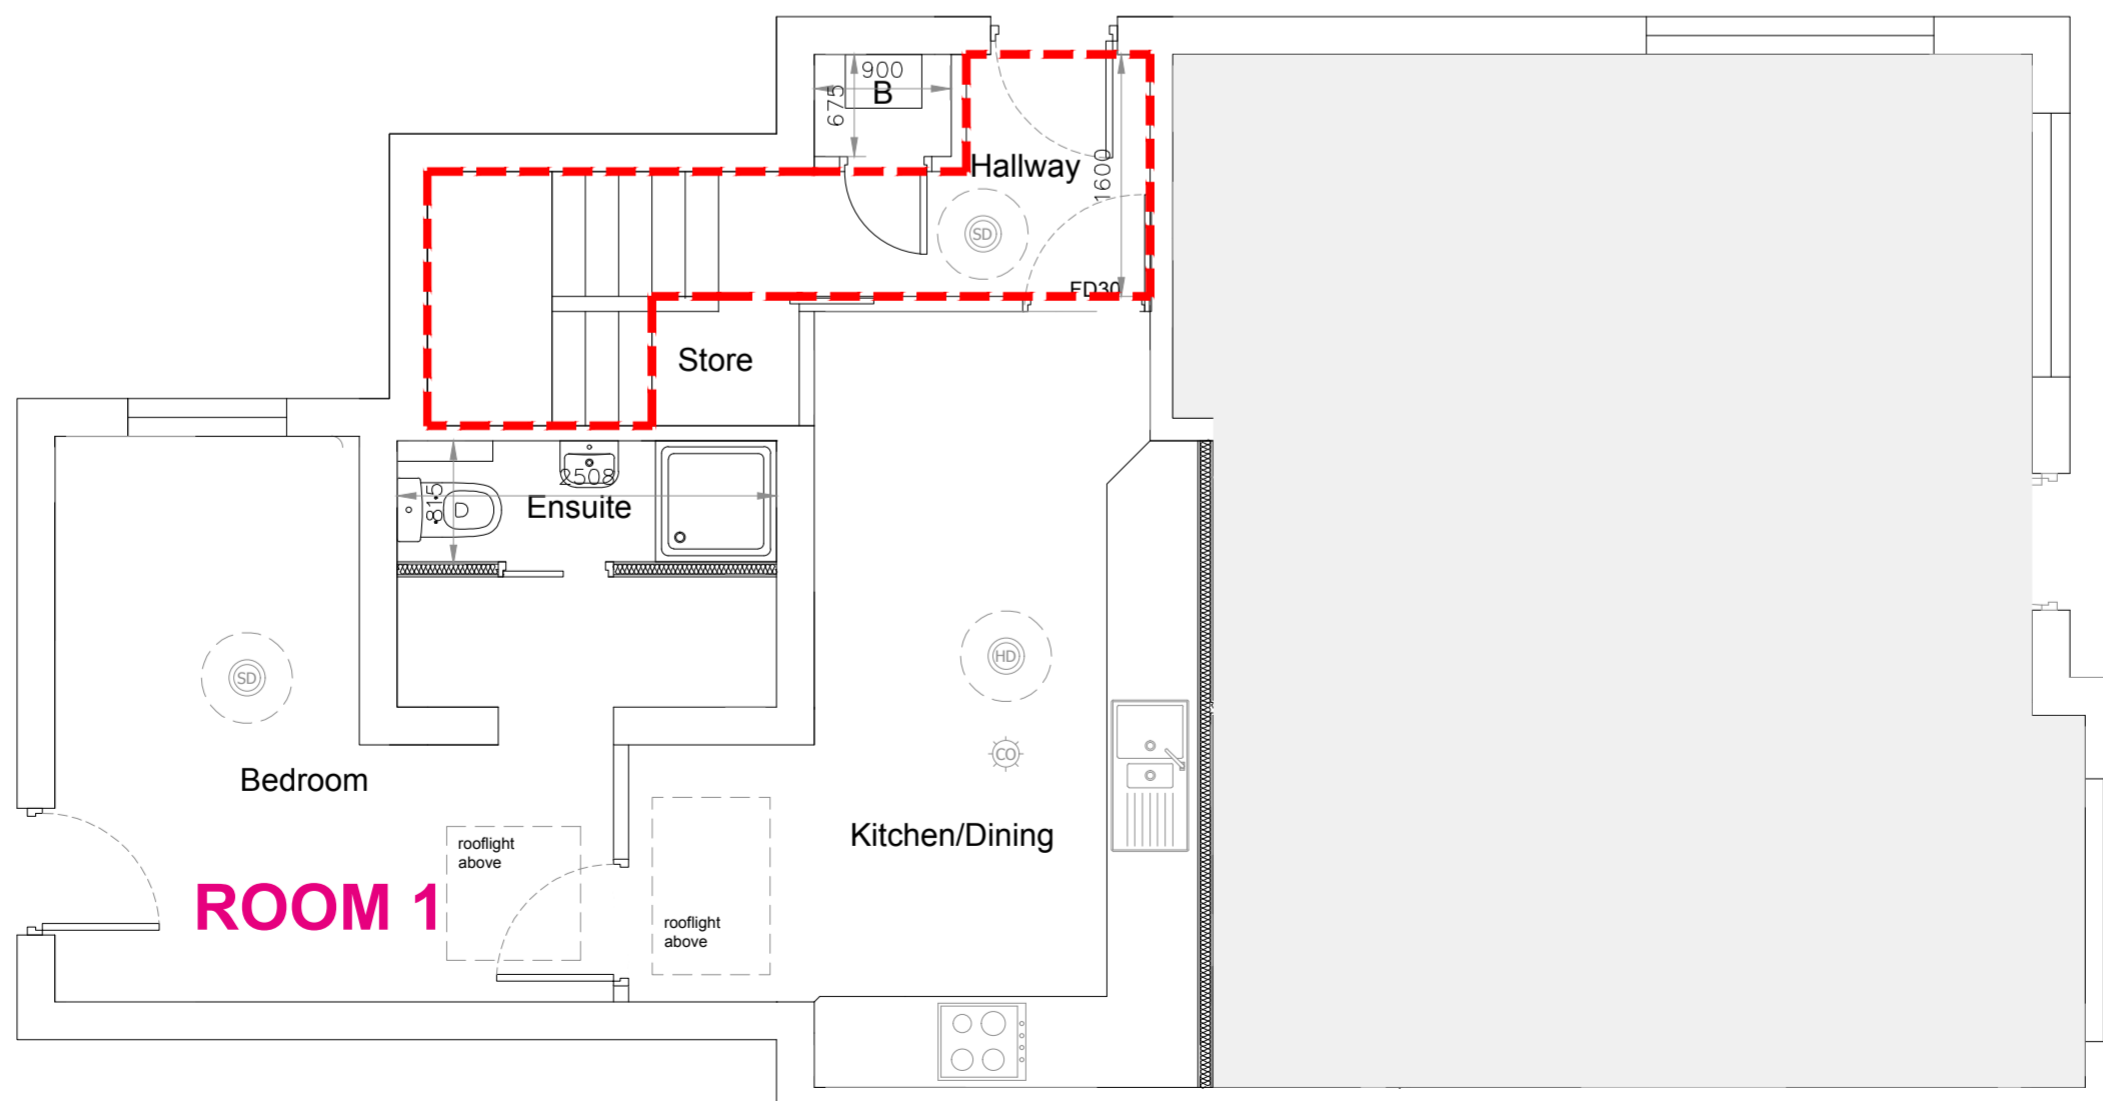 900
B
675
Hallway
1600
SD
FD30
Store
2508
815
Ensuite
SD
HD
CO
Bedroom
Kitchen/Dining
rooflight
above
ROOM 1
rooflight
above